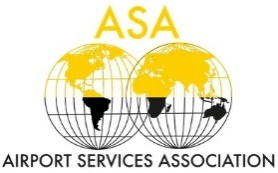 ASA
AIRPORT SERVICES ASSOCIATION